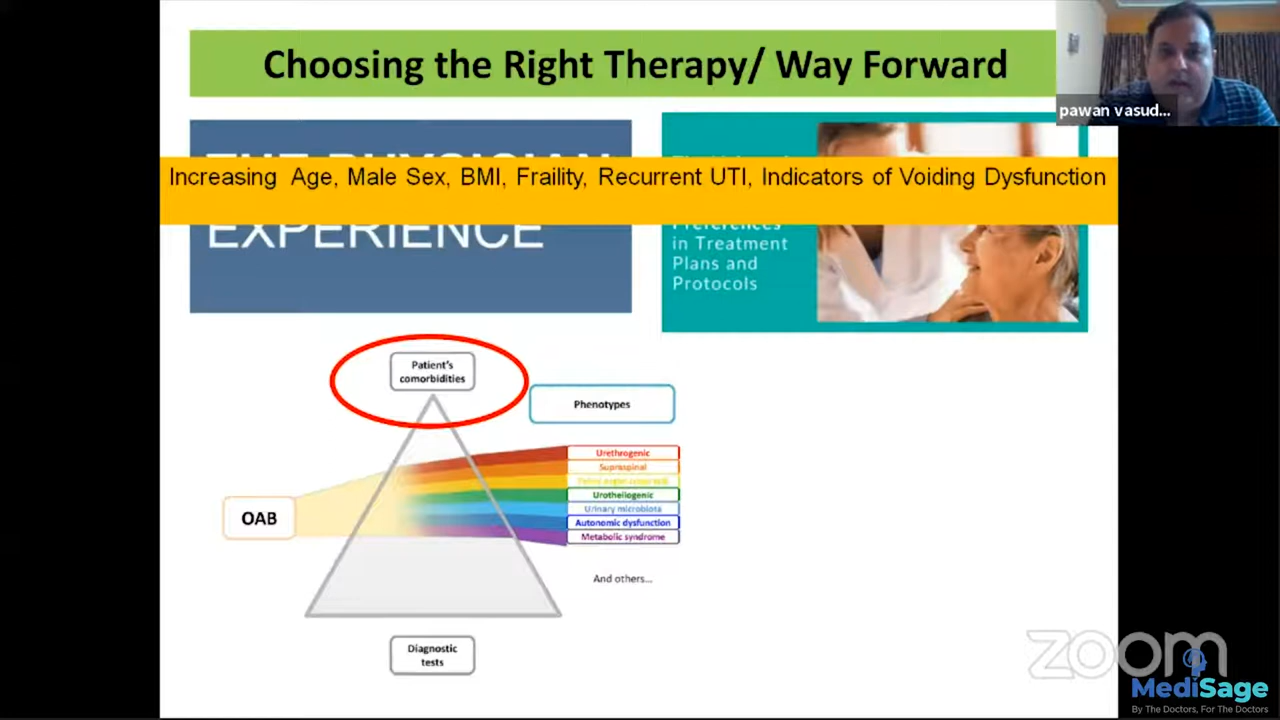 Choosing the Right Therapy/ Way Forward
pawan vasud...
Increasing Age, Male Sex, BMI, Fraility, Recurrent UTI, Indicators of Voiding Dysfunction
EXPERIENCE
Preferences
in Treatment
Plans and
Protocols
Patient's
comorbidities
Phenotypes
Urethrogenic
Supraspinal
OAB
Urotheliogenic
Urinary microbiota
Autonomic dysfunction
Metabolic syndrome
And others...
Diagnostic
tests
zoom
MediSage
By The Doctors, For The Doctors